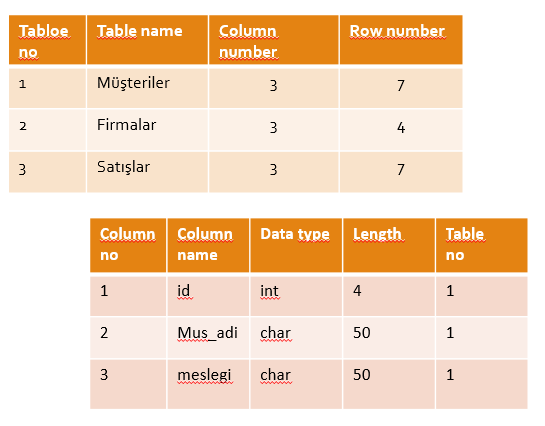 Tabloe no Table name Column number Row number
1 Müşteriler 3 7
2 Firmalar 3 4
3 Satışlar 3 7
Column no Column name Data type Length Table no
1 id int 4 1
2 Mus_adi char 50 1
3 meslegi char 50 1